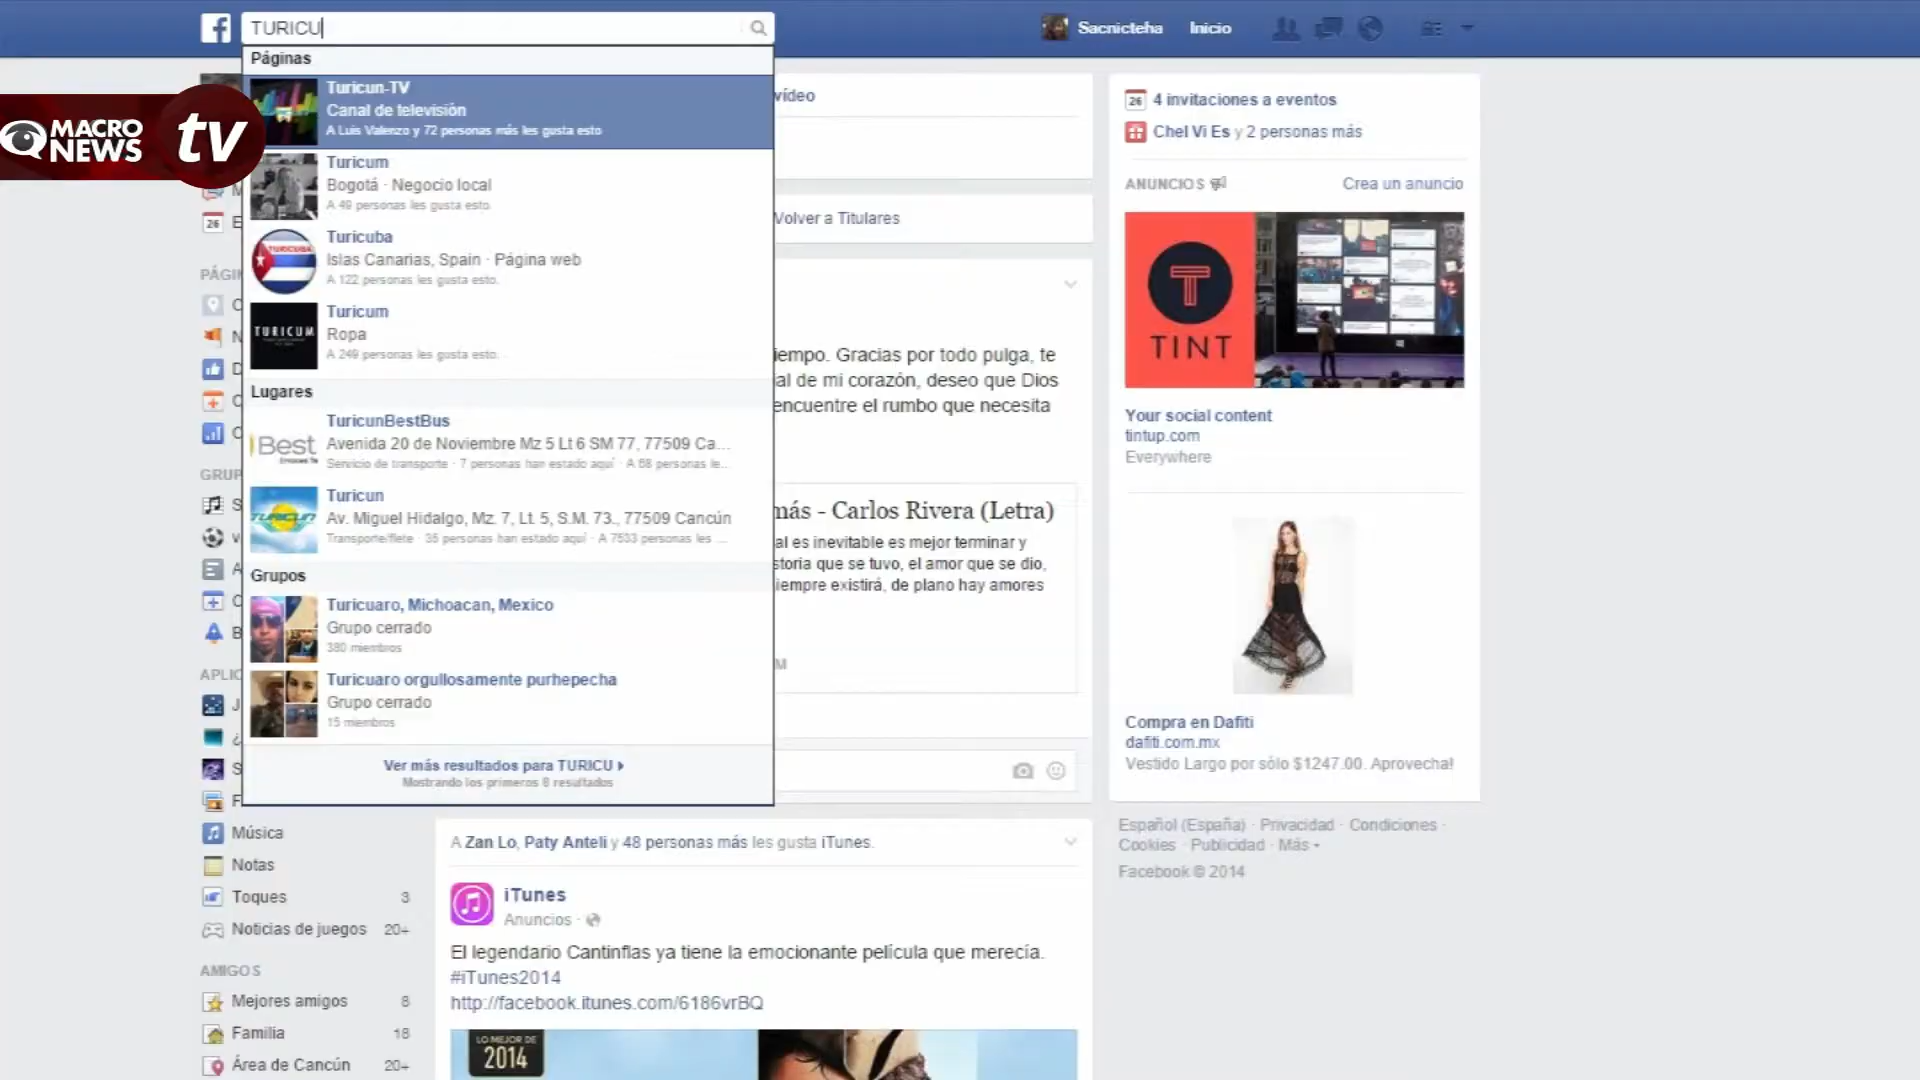 TURICU
Sacnicteha
Inicio
MACRO
NEWS
tv
Páginas
Turicun-TV
Canal de televisión
A Luis Valenzo y 72 personas más les gusta esto
Turicum
Bogotá · Negocio local
A 49 personas les gusta esto.
Turicuba
Islas Canarias, Spain · Página web
A 122 personas les gusta esto.
TURICUM
Turicum
Ropa
A 249 personas les gusta esto.
Lugares
Best
TuricunBestBus
Avenida 20 de Noviembre Mz 5 Lt 6 SM 77, 77509 Ca...
Servicio de transporte · 7 personas han estado aquí · A 68 personas le...
TURICUN
Turicun
Av. Miguel Hidalgo, Mz. 7, Lt. 5, S.M. 73., 77509 Cancún
Transporte/flete · 35 personas han estado aquí · A 7533 personas les ...
Grupos
Turicuaro, Michoacan, Mexico
Grupo cerrado
380 miembros
Turicuaro orgullosamente purhepecha
Grupo cerrado
15 miembros
Ver más resultados para TURICU
Mostrando los primeros 8 resultados
26
PÁGIN
GRUP
APLIC
Música
Notas
Toques 3
Noticias de juegos 20+
AMIGOS
Mejores amigos 8
Familia 18
Área de Cancún 20+
vídeo
Volver a Titulares
iempo. Gracias por todo pulga, te
al de mi corazón, deseo que Dios
encuentre el rumbo que necesita
más - Carlos Rivera (Letra)
al es inevitable es mejor terminar y
storia que se tuvo, el amor que se dio,
iempre existirá, de plano hay amores
M
A Zan Lo, Paty Anteli y 48 personas más les gusta iTunes.
iTunes
Anuncios ·
El legendario Cantinflas ya tiene la emocionante película que merecía.
#iTunes2014
http://facebook.itunes.com/6186vrBQ
LO MEJOR DE
2014
26 4 invitaciones a eventos
Chel Vi Es y 2 personas más
ANUNCIOS
Crea un anuncio
TINT
Your social content
tintup.com
Everywhere
Compra en Dafiti
dafiti.com.mx
Vestido Largo por sólo $1247.00. Aprovecha!
Español (España) · Privacidad · Condiciones ·
Cookies · Publicidad · Más
Facebook © 2014